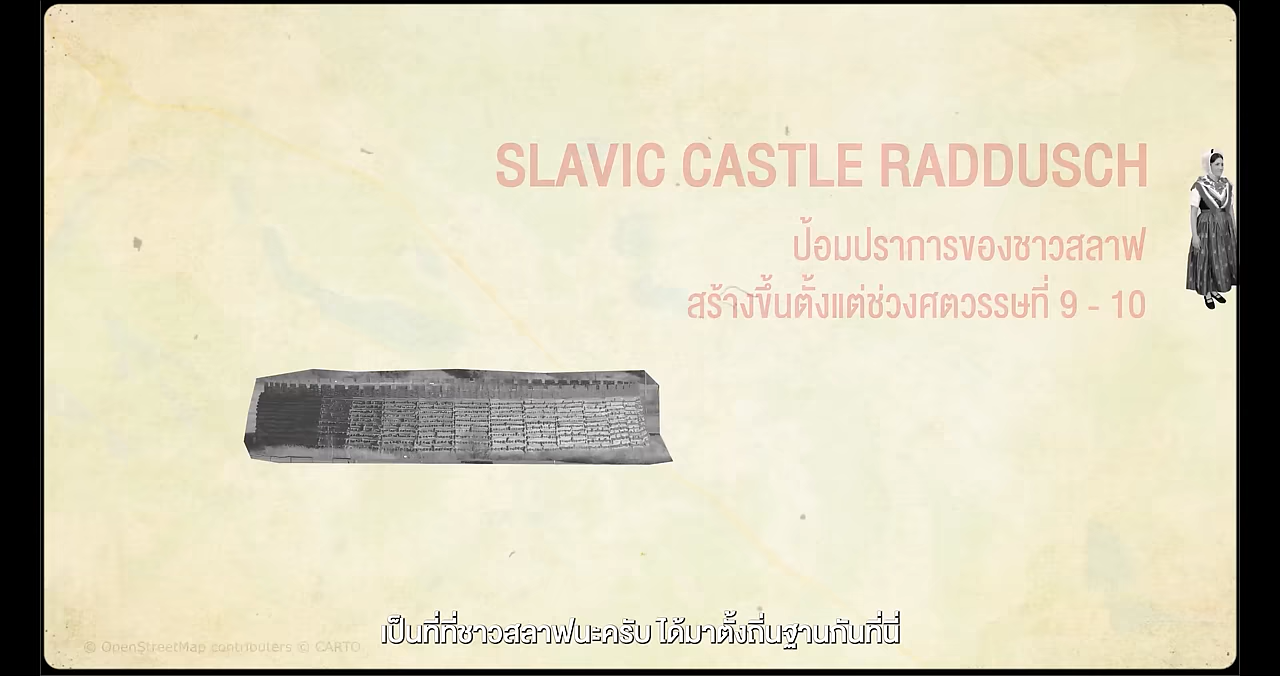 SLAVIC CASTLE RADDUSCH
ป้อมปราการของชาวสลาฟ
สร้างขึ้นตั้งแต่ช่วงศตวรรษที่ 9 - 10
เป็นที่ที่ชาวสลาฟนะครับ ได้มาตั้งถิ่นฐานกันที่นี่
© OpenStreetMap contributers © CARTO